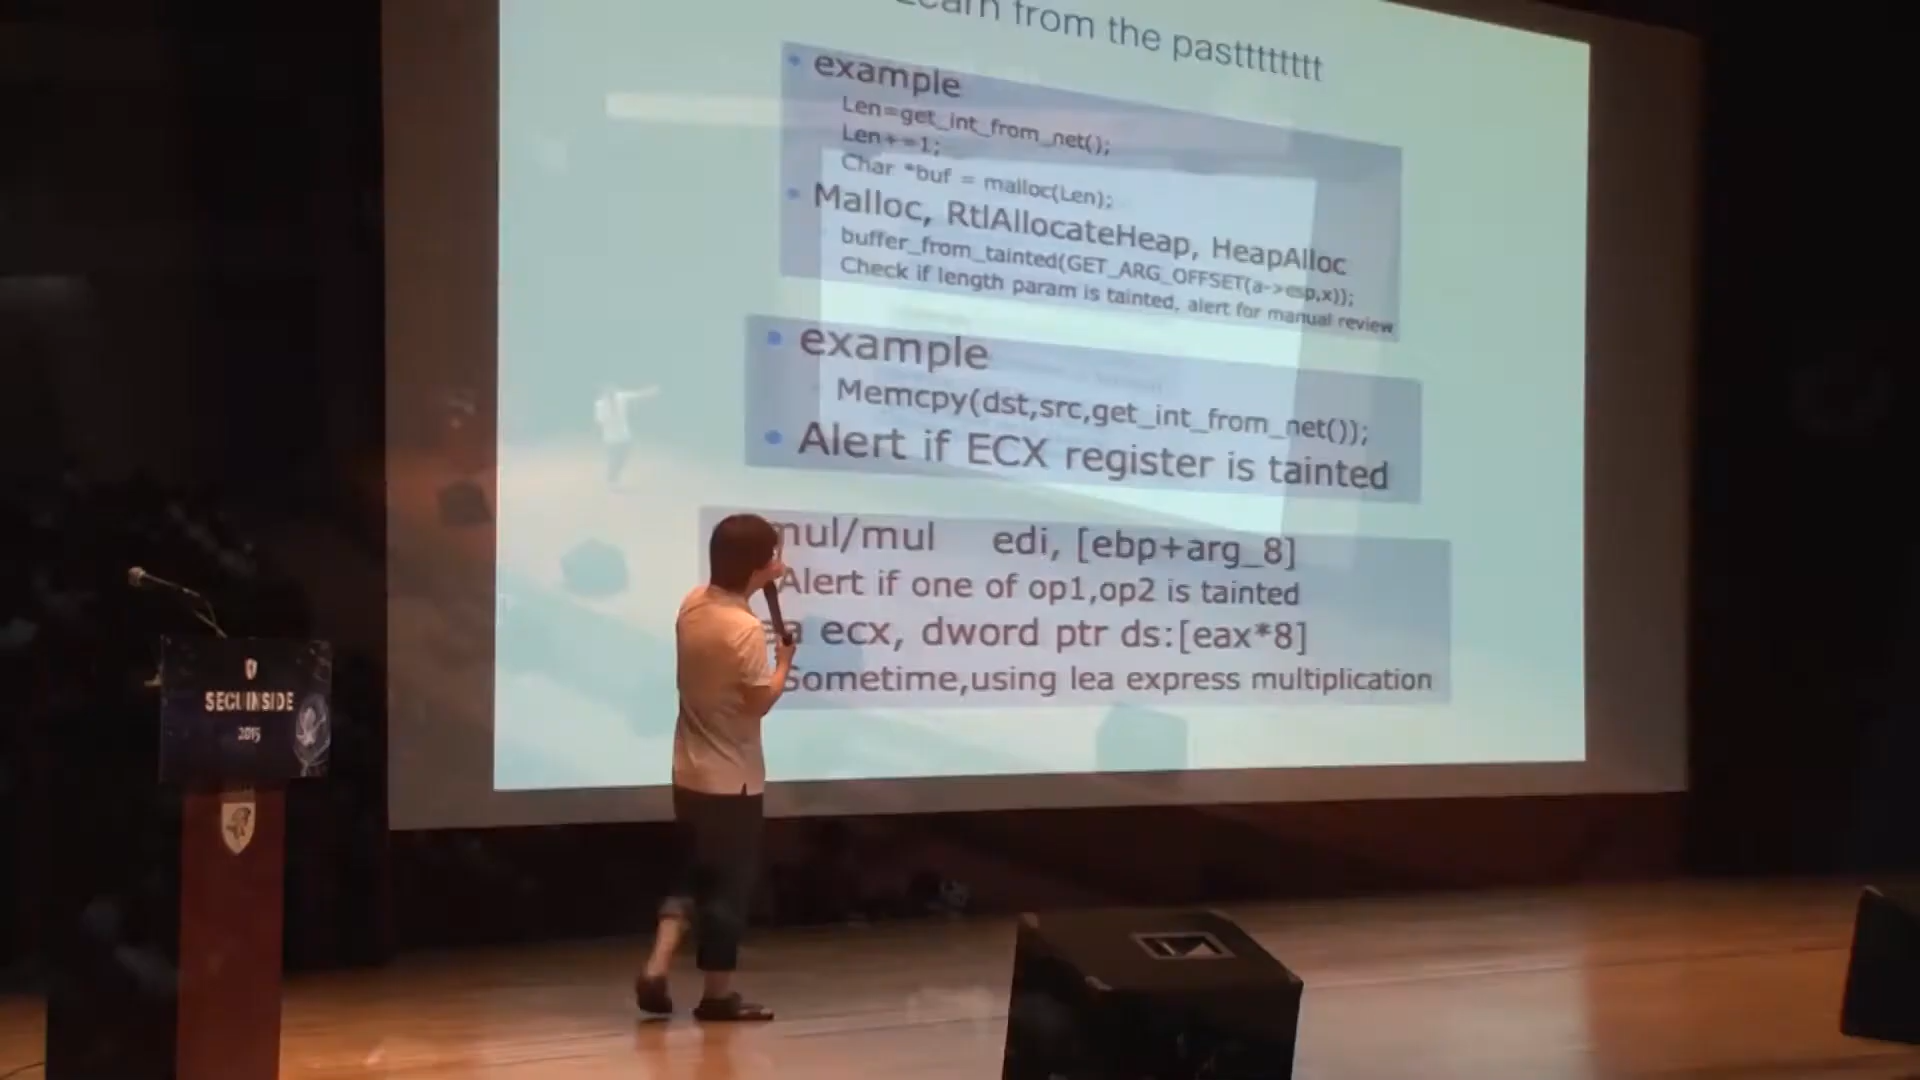 Learn from the pastttttttt
example
Len=get_int_from_net();
Len+=1;
Char *buf = malloc(Len);
Malloc, RtlAllocateHeap, HeapAlloc
buffer_from_tainted(GET_ARG_OFFSET(a->esp,x));
Check if length param is tainted, alert for manual review
example
Memcpy(dst,src,get_int_from_net());
Alert if ECX register is tainted
mul/mul edi, [ebp+arg_8]
Alert if one of op1,op2 is tainted
ecx, dword ptr ds:[eax*8]
Sometime,using lea express multiplication
SECUINSIDE
2015